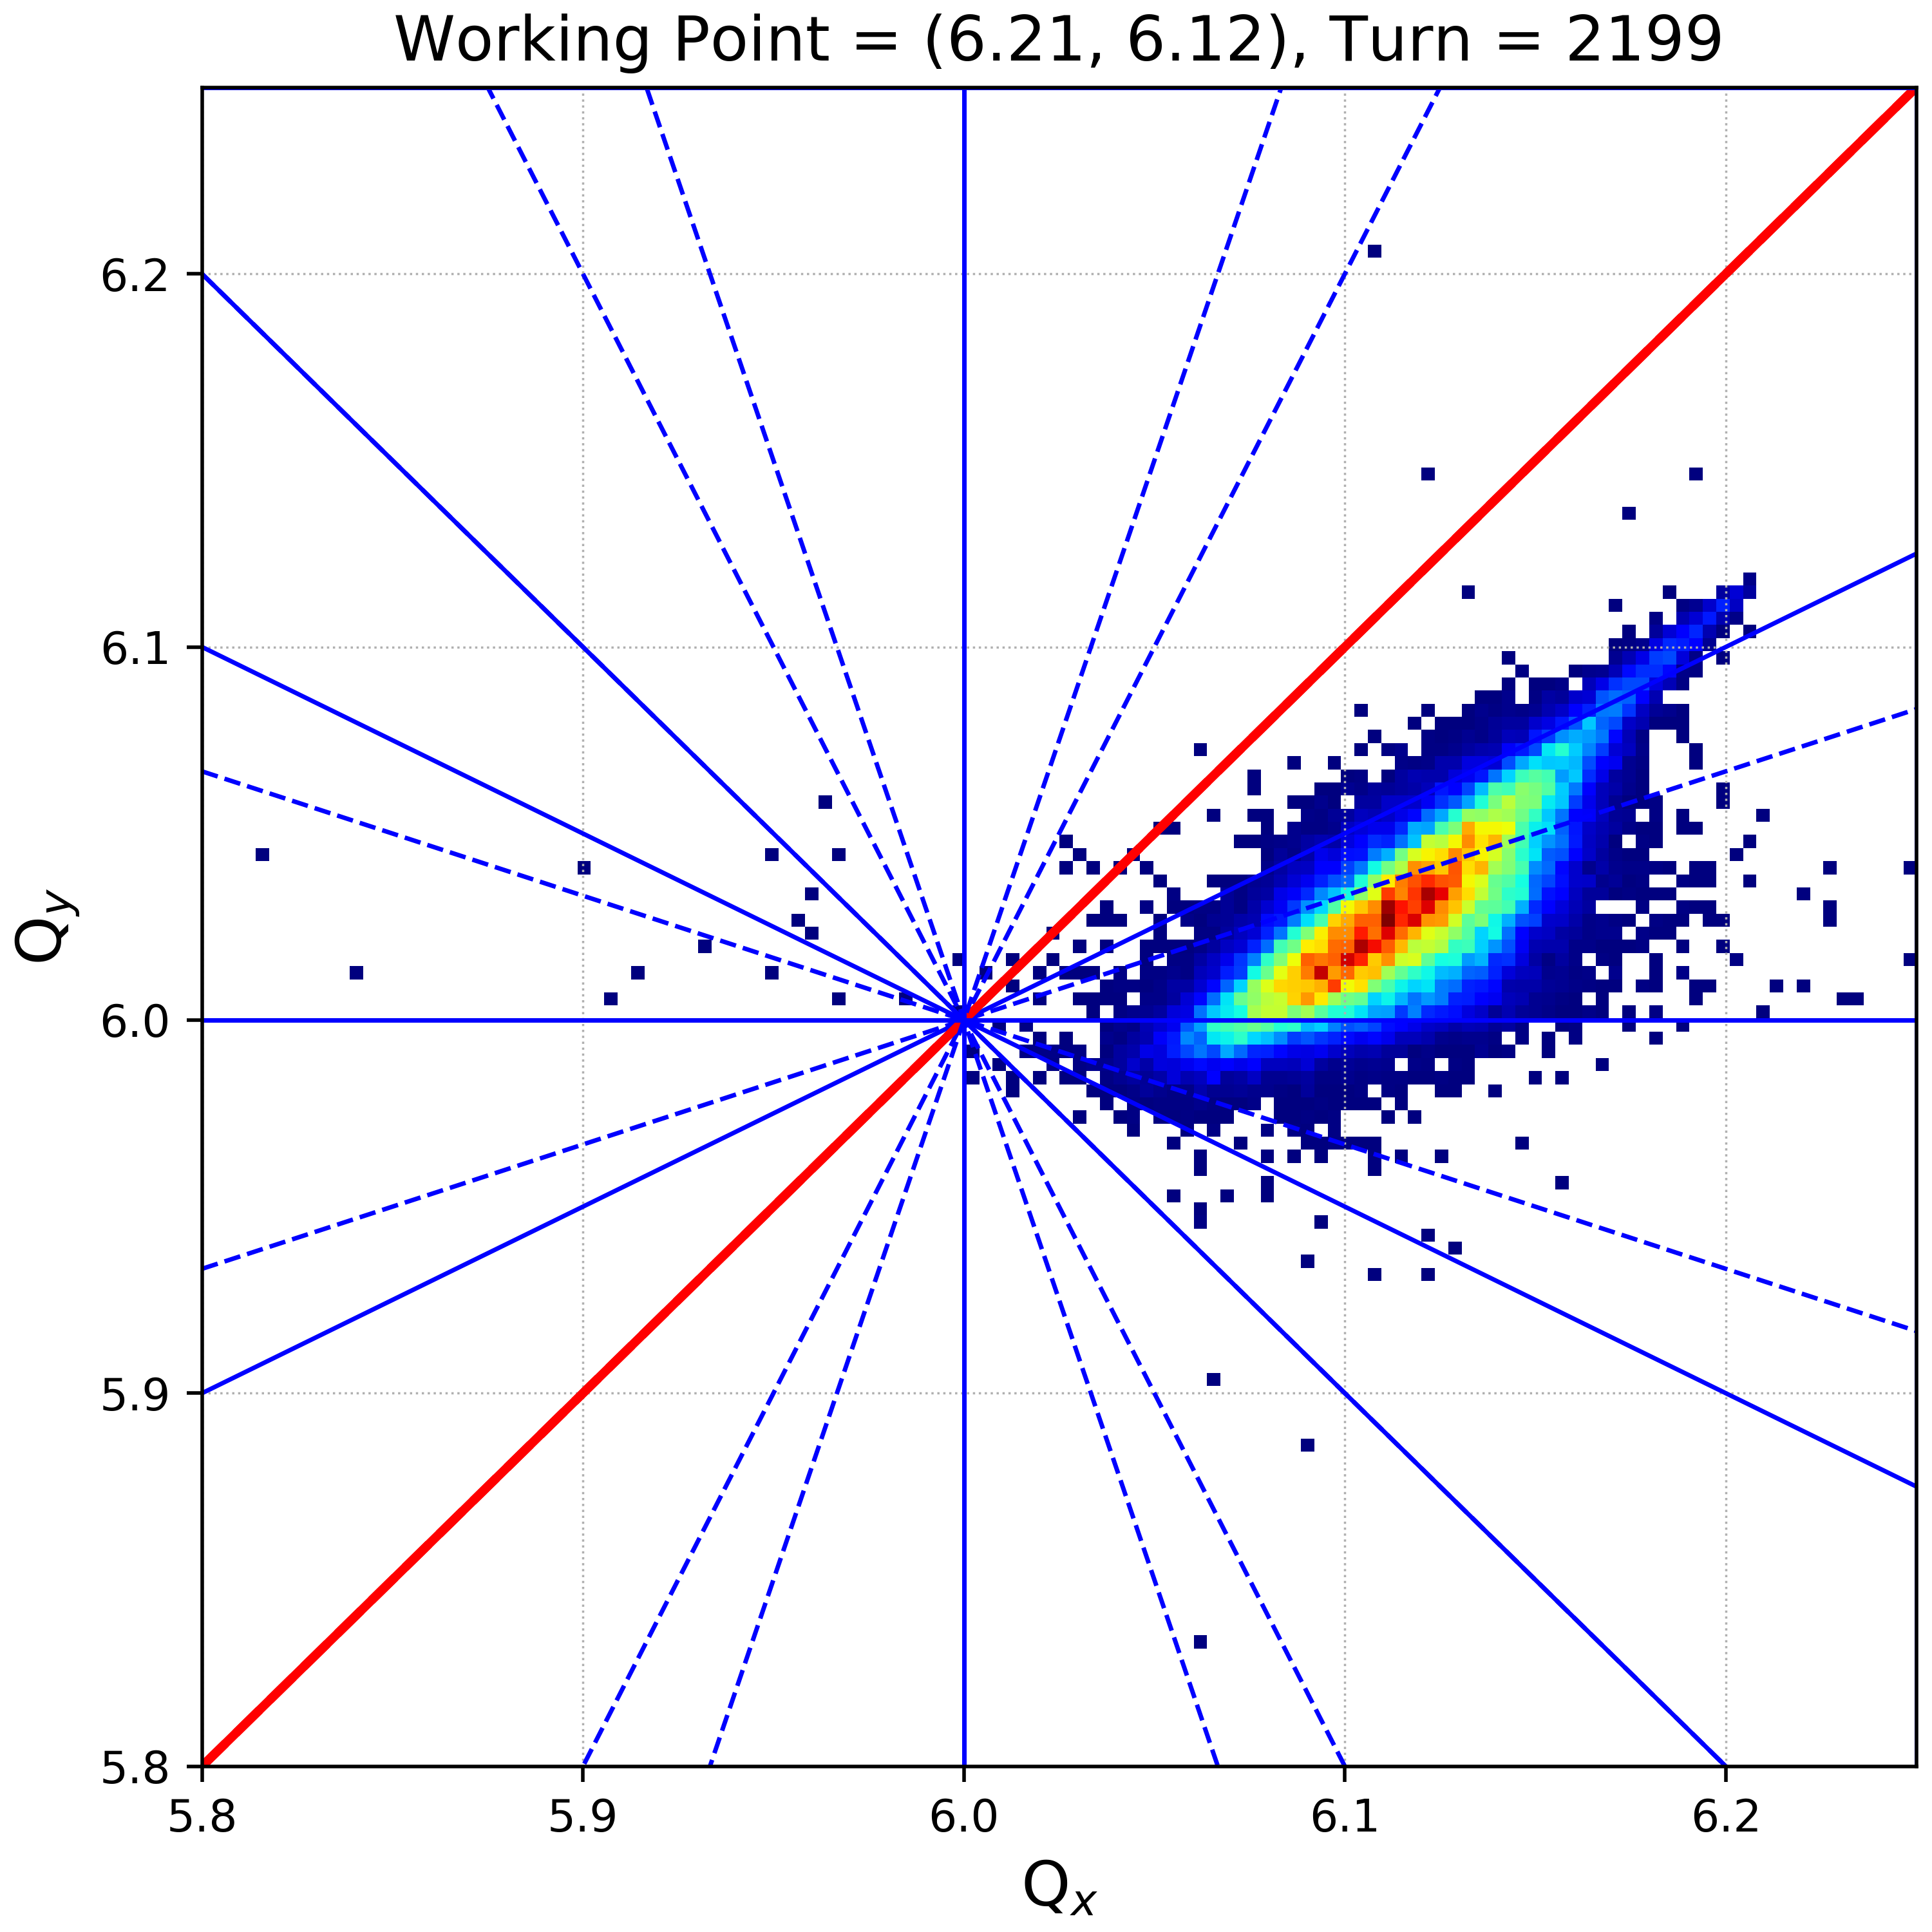 Working Point = (6.21, 6.12), Turn = 2199
6.2
6.1
6.0
5.9
5.8
Qy
5.8 5.9 6.0 6.1 6.2
Qx